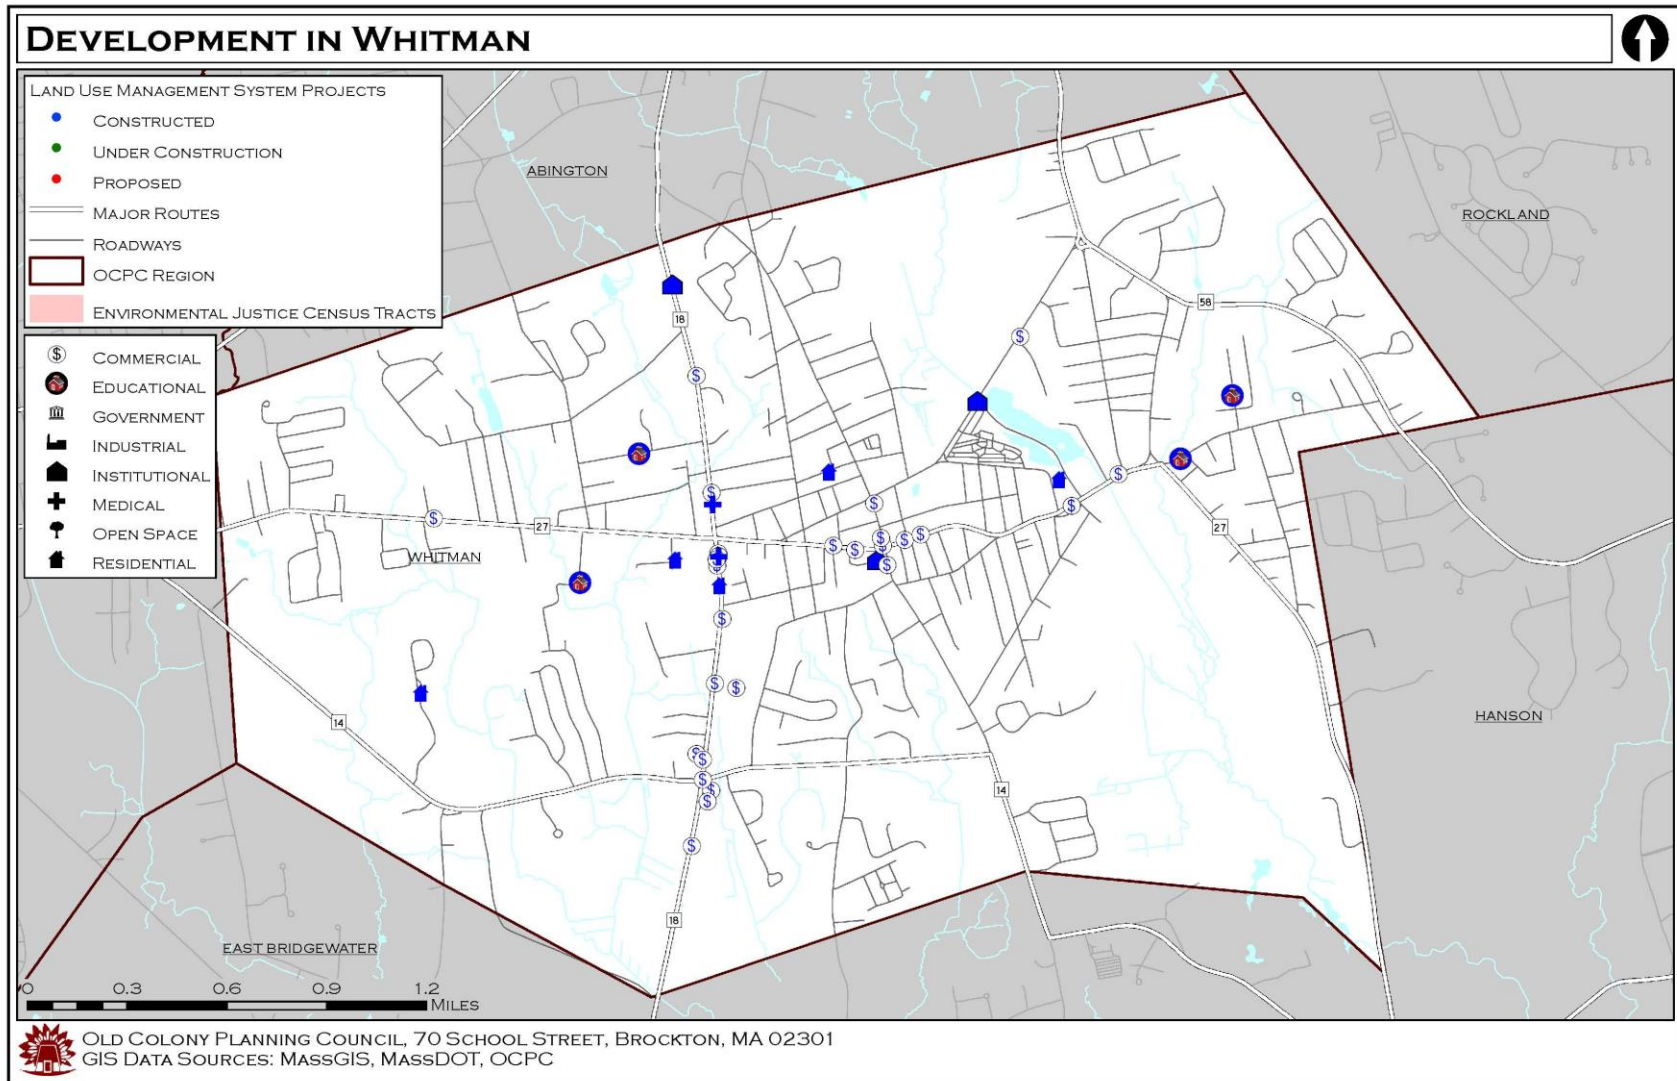 DEVELOPMENT IN WHITMAN
LAND USE MANAGEMENT SYSTEM PROJECTS
CONSTRUCTED
UNDER CONSTRUCTION
PROPOSED
MAJOR ROUTES
ROADWAYS
OCPC REGION
ENVIRONMENTAL JUSTICE CENSUS TRACTS
$ COMMERCIAL
EDUCATIONAL
GOVERNMENT
INDUSTRIAL
INSTITUTIONAL
MEDICAL
OPEN SPACE
RESIDENTIAL
ABINGTON
ROCKLAND
58
18
$
$
$
$
$
$
27
27
WHITMAN
$
$
$
$
$
$
$
$
$
$
$
14
HANSON
$
$
$
$
$
14
$
18
EAST BRIDGEWATER
0 0.3 0.6 0.9 1.2
MILES
OLD COLONY PLANNING COUNCIL, 70 SCHOOL STREET, BROCKTON, MA 02301
GIS DATA SOURCES: MASSGIS, MASSDOT, OCPC